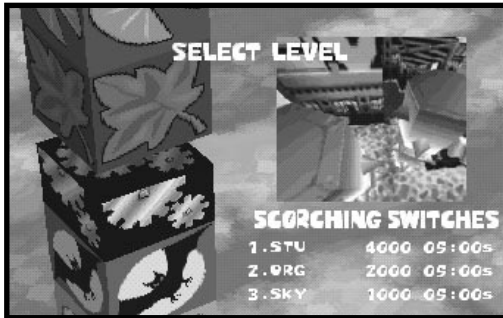 SELECT LEVEL
SCORCHING SWITCHES
1.STU 4000 05:00s
2.ORG 2000 05:00s
3.SKY 1000 05:00s